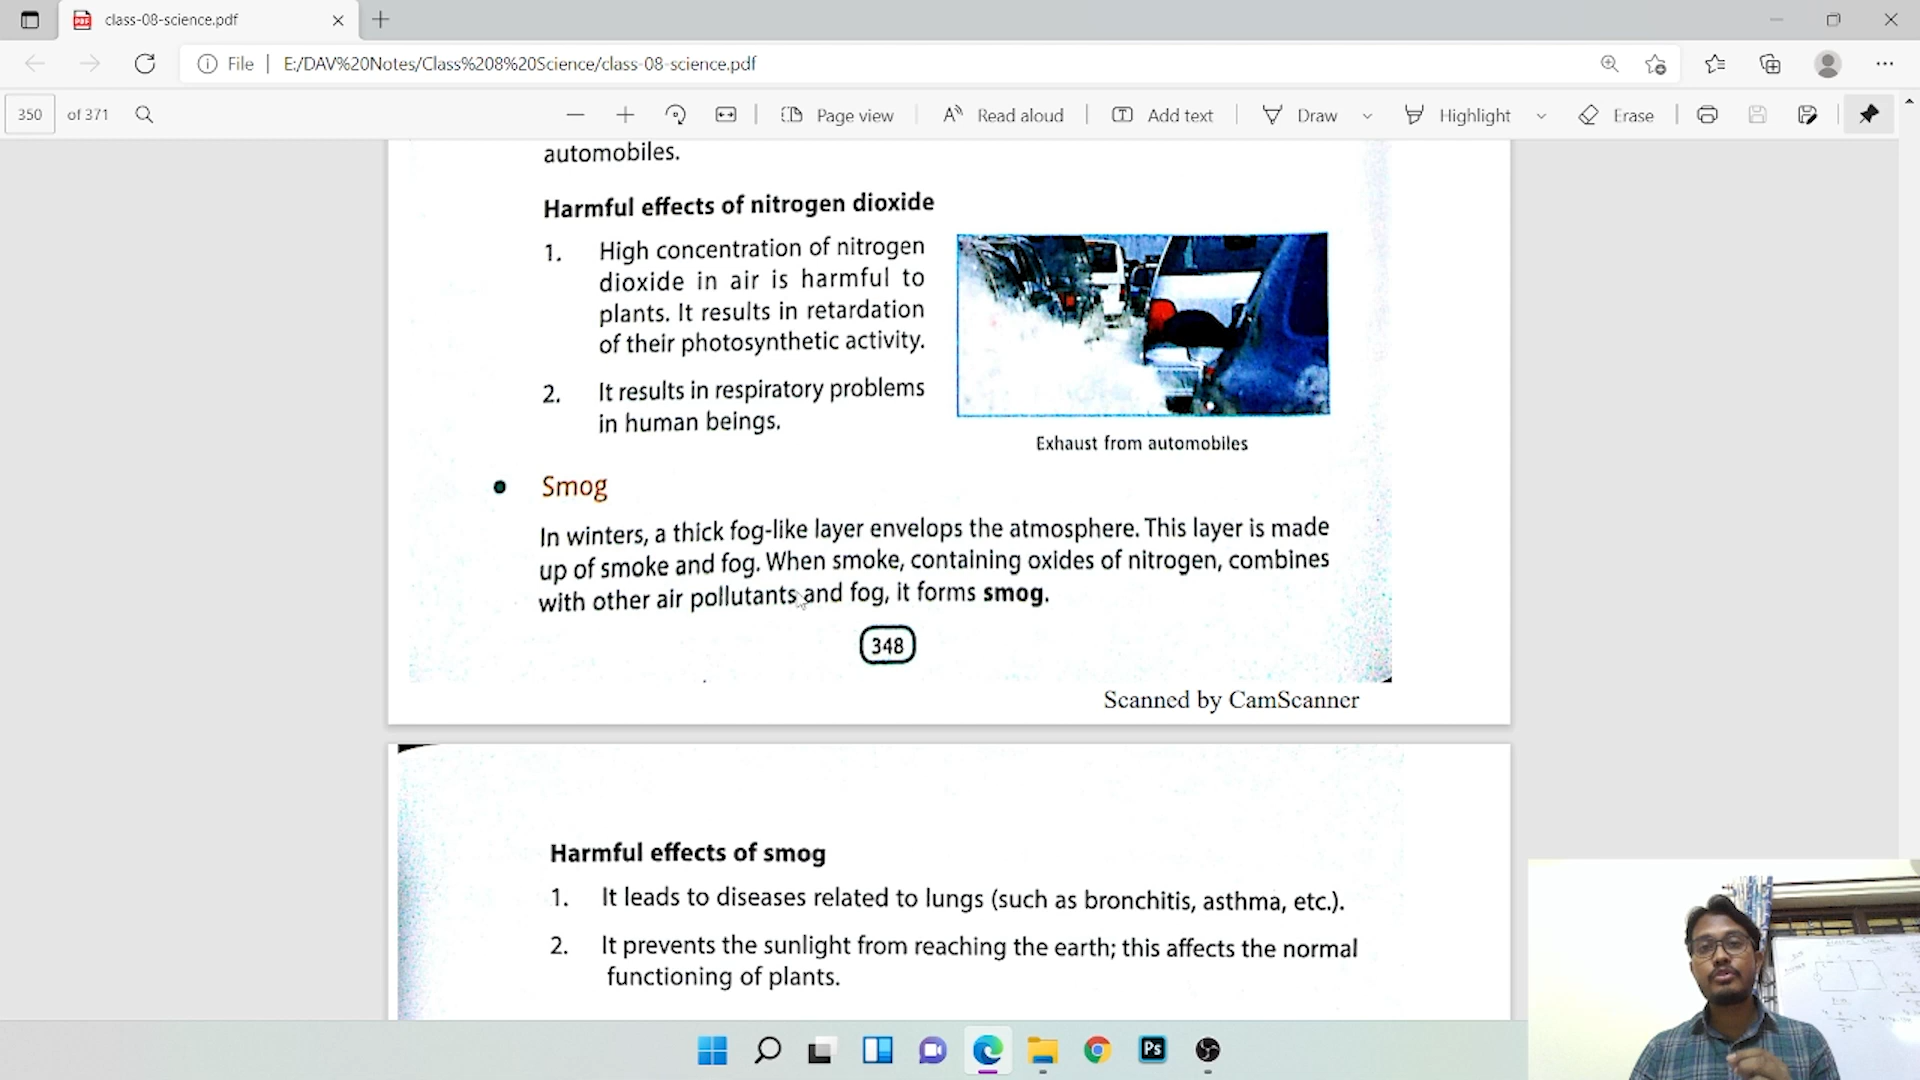 class-08-science.pdf
File | E:/DAV%20Notes/Class%208%20Science/class-08-science.pdf
350 of 371
Page view
Read aloud
Add text
Draw
Highlight
Erase
automobiles.
Harmful effects of nitrogen dioxide
1. High concentration of nitrogen
dioxide in air is harmful to
plants. It results in retardation
of their photosynthetic activity.
2. It results in respiratory problems
in human beings.
Exhaust from automobiles
• Smog
In winters, a thick fog-like layer envelops the atmosphere. This layer is made
up of smoke and fog. When smoke, containing oxides of nitrogen, combines
with other air pollutants and fog, it forms smog.
348
Scanned by CamScanner
Harmful effects of smog
1. It leads to diseases related to lungs (such as bronchitis, asthma, etc.).
2. It prevents the sunlight from reaching the earth; this affects the normal
functioning of plants.
Ps